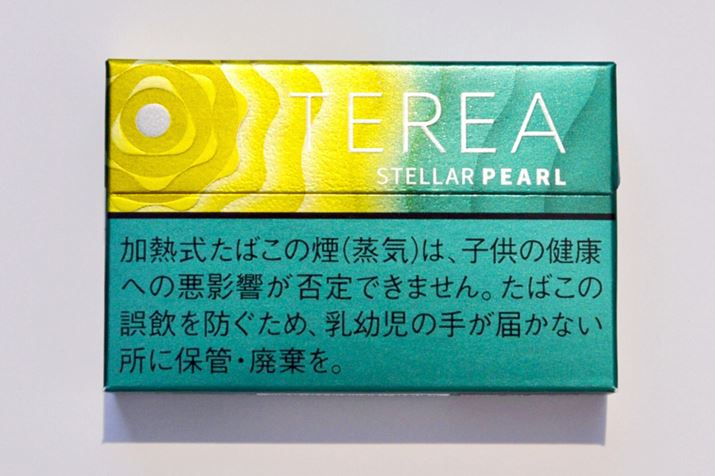 TEREA
STELLAR PEARL
加熱式たばこの煙(蒸気)は、子供の健康
への悪影響が否定できません。たばこの
誤飲を防ぐため、乳幼児の手が届かない
所に保管・廃棄を。